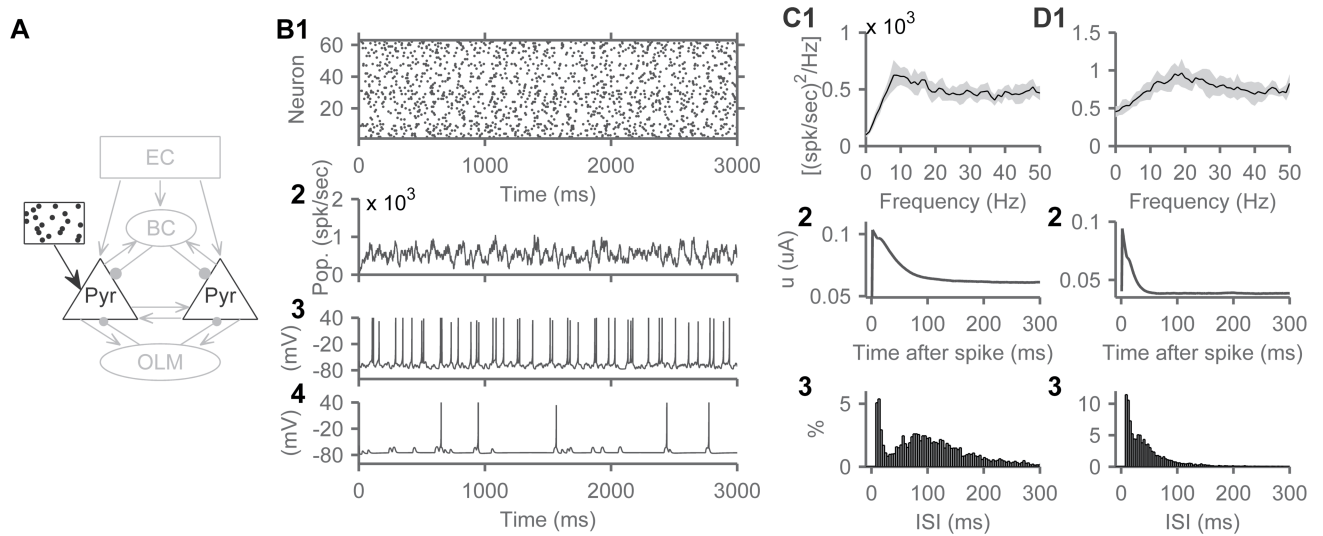 A
EC
BC
Pyr
Pyr
OLM
B1
Neuron
60
40
20
0
1000
2000
3000
Time (ms)
2
Pop. (spk/sec)
x 10^3
2
1
0
3
(mV)
40
-20
-80
4
(mV)
40
-20
-80
0
1000
2000
3000
Time (ms)
C1
x 10^3
[(spk/sec)^2/Hz]
1
0.5
0
0
10
20
30
40
50
Frequency (Hz)
2
u (uA)
0.1
0.05
0
100
200
300
Time after spike (ms)
3
%
5
0
0
100
200
300
ISI (ms)
D1
1.5
1
0.5
0
0
10
20
30
40
50
Frequency (Hz)
2
0.1
0.05
0
100
200
300
Time after spike (ms)
3
10
5
0
0
100
200
300
ISI (ms)